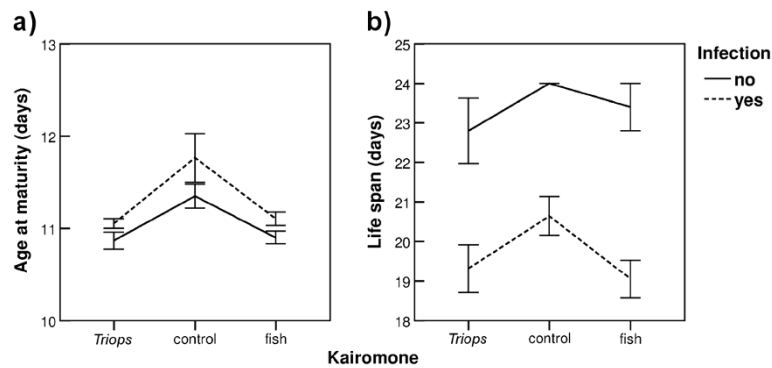 a)
13
12
11
10
Age at maturity (days)
Triops
control
fish
b)
25
24
23
22
21
20
19
18
Life span (days)
Triops
control
fish
Kairomone
Infection
no
yes